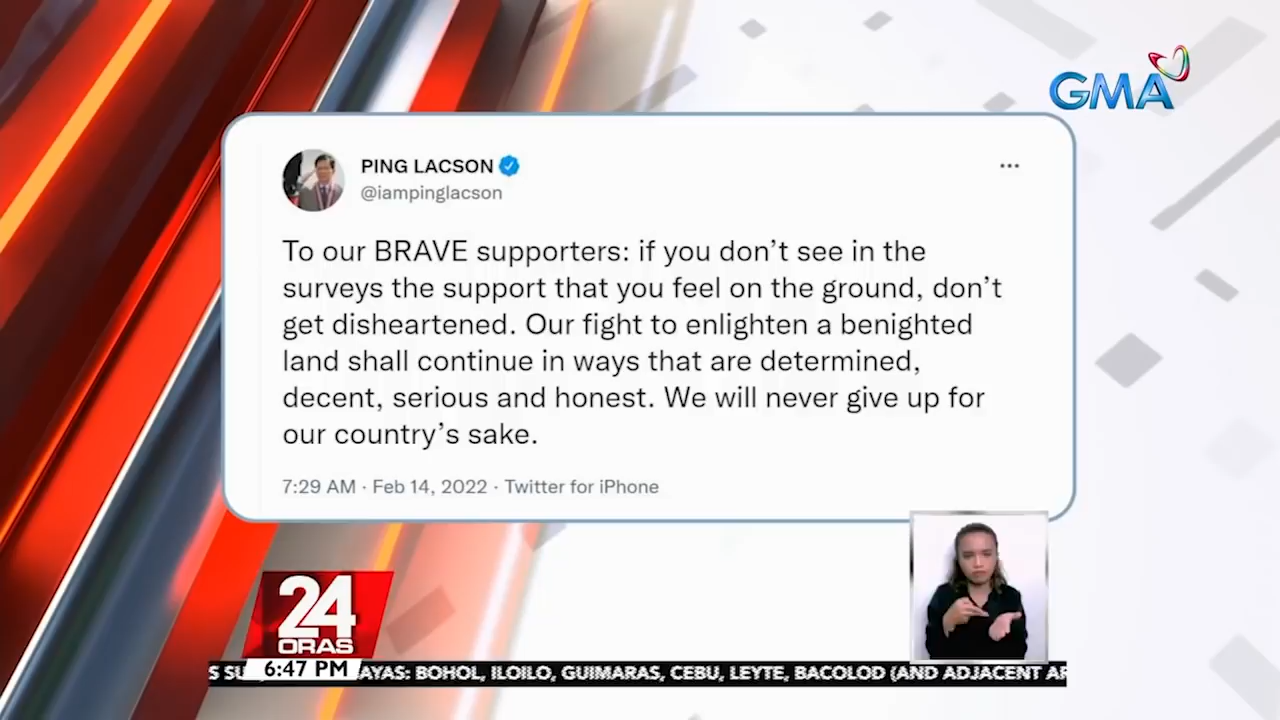 GMA
PING LACSON
@iampinglacson
To our BRAVE supporters: if you don’t see in the
surveys the support that you feel on the ground, don’t
get disheartened. Our fight to enlighten a benighted
land shall continue in ways that are determined,
decent, serious and honest. We will never give up for
our country’s sake.
7:29 AM · Feb 14, 2022 · Twitter for iPhone
24
ORAS
6:47 PM
AYAS: BOHOL, ILOILO, GUIMARAS, CEBU, LEYTE, BACOLOD (AND ADJACENT